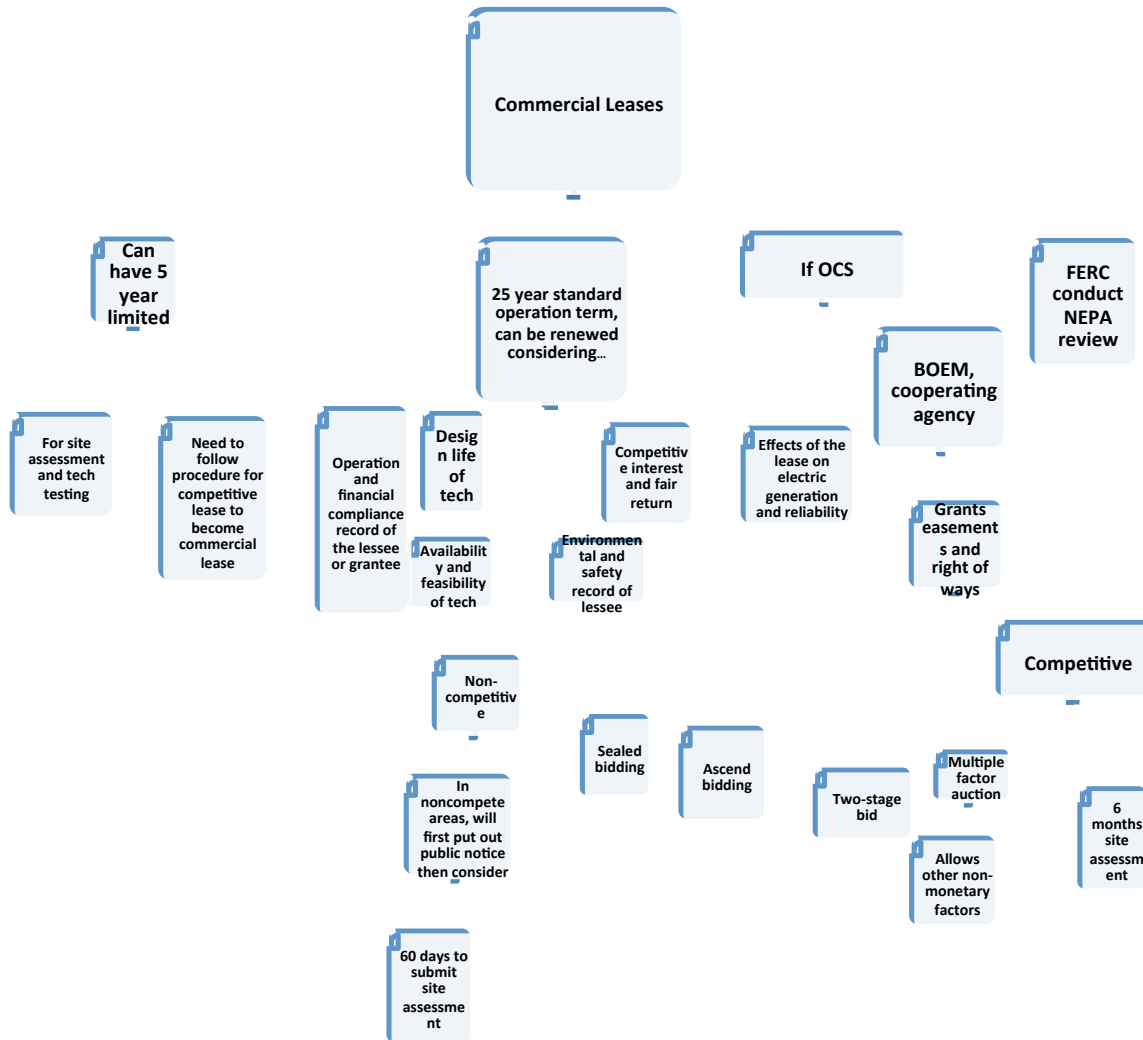 Commercial Leases
Can
have 5
year
limited
25 year standard
operation term,
can be renewed
considering…
If OCS
FERC
conduct
NEPA
review
BOEM,
cooperating
agency
For site
assessment
and tech
testing
Need to
follow
procedure for
competitive
lease to
become
commercial
lease
Operation
and
financial
compliance
record of
the lessee
or grantee
Desig
n life
of
tech
Availabilit
y and
feasibility
of tech
Competitiv
e interest
and fair
return
Environmen
tal and
safety
record of
lessee
Effects of the
lease on
electric
generation
and reliability
Grants
easement
s and
right of
ways
Competitive
Non-
competitiv
e
In
noncompete
areas, will
first put out
public notice
then consider
60 days to
submit
site
assessme
nt
Sealed
bidding
Ascend
bidding
Two-stage
bid
Multiple
factor
auction
Allows
other non-
monetary
factors
6
months
site
assessm
ent